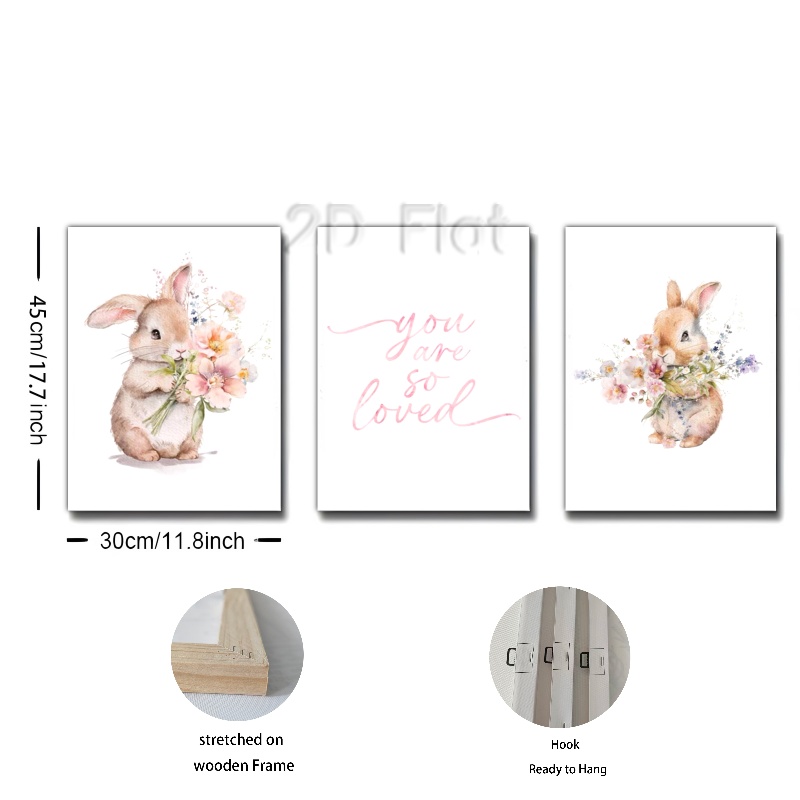 2D Flat
45cm/17.7inch
you
are
so
loved
30cm/11.8inch
stretched on
wooden Frame
Hook
Ready to Hang